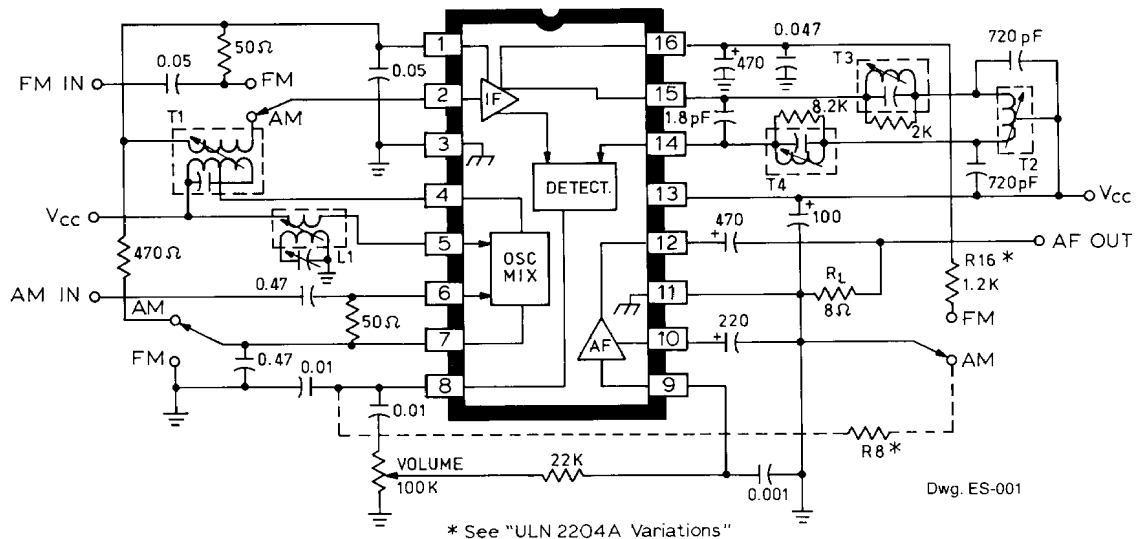 FM IN
0.05
50Ω
FM
AM
T1
Vcc
L1
470Ω
AM IN
0.47
50Ω
AM
FM
0.47
0.01
0.01
VOLUME
100K
22K
0.001
0.05
1
2
3
4
5
6
7
8
IF
DETECT.
OSC
MIX
AF
16
15
14
13
12
11
10
9
+
470
0.047
T3
720 pF
1.8 pF
8.2K
2K
T4
T2
720 pF
Vcc
+
100
470
+
AF OUT
RL
8Ω
R16 *
1.2K
FM
220
+
AM
R8 *
Dwg. ES-001
* See "ULN 2204A Variations"